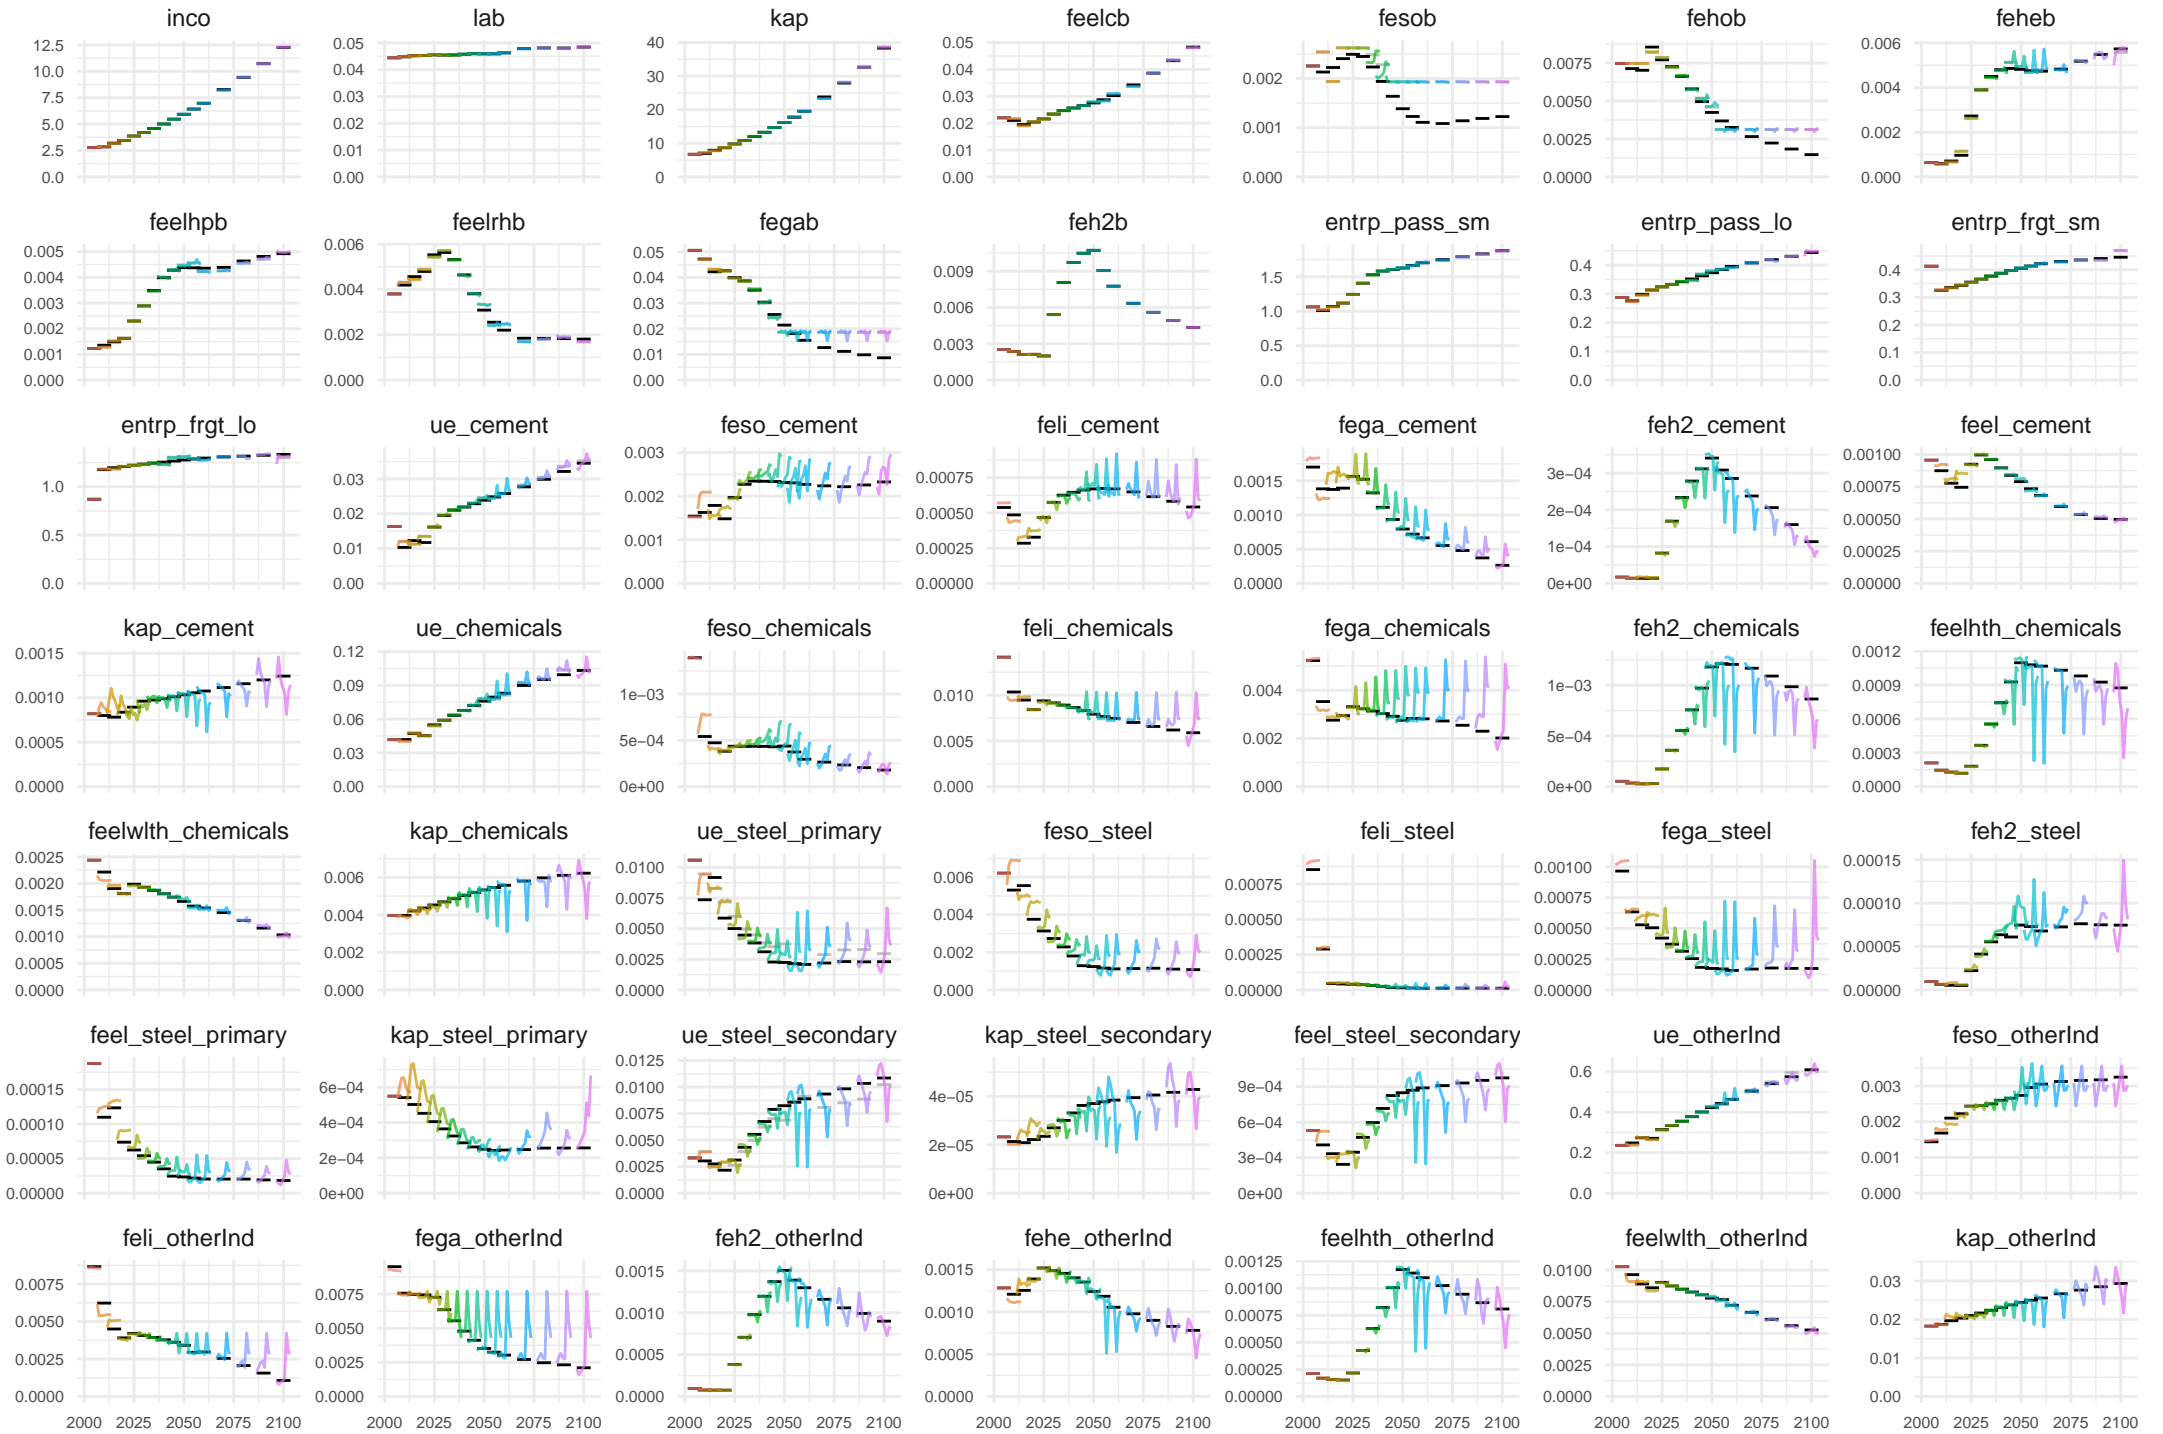 inco lab kap feelcb fesob fehob feheb
12.5 10.0 7.5 5.0 2.5 0.0
0.05 0.04 0.03 0.02 0.01 0.00
40 30 20 10 0
0.05 0.04 0.03 0.02 0.01 0.00
0.002 0.001 0.000
0.0075 0.0050 0.0025 0.0000
0.006 0.004 0.002 0.000
feelhpb feelrhb fegab feh2b entrp_pass_sm entrp_pass_lo entrp_frgt_sm
0.005 0.004 0.003 0.002 0.001 0.000
0.006 0.004 0.002 0.000
0.05 0.04 0.03 0.02 0.01 0.00
0.009 0.006 0.003 0.000
1.5 1.0 0.5 0.0
0.4 0.3 0.2 0.1 0.0
0.4 0.3 0.2 0.1 0.0
entrp_frgt_lo ue_cement feso_cement feli_cement fega_cement feh2_cement feel_cement
1.0 0.5 0.0
0.03 0.02 0.01 0.00
0.003 0.002 0.001 0.000
0.00075 0.00050 0.00025 0.00000
0.0015 0.0010 0.0005 0.0000
3e−04 2e−04 1e−04 0e+00
0.00100 0.00075 0.00050 0.00025 0.00000
kap_cement ue_chemicals feso_chemicals feli_chemicals fega_chemicals feh2_chemicals feelhth_chemicals
0.0015 0.0010 0.0005 0.0000
0.12 0.09 0.06 0.03 0.00
1e−03 5e−04 0e+00
0.010 0.005 0.000
0.004 0.002 0.000
1e−03 5e−04 0e+00
0.0012 0.0009 0.0006 0.0003 0.0000
feelwlth_chemicals kap_chemicals ue_steel_primary feso_steel feli_steel fega_steel feh2_steel
0.0025 0.0020 0.0015 0.0010 0.0005 0.0000
0.006 0.004 0.002 0.000
0.0100 0.0075 0.0050 0.0025 0.0000
0.006 0.004 0.002 0.000
0.00075 0.00050 0.00025 0.00000
0.00100 0.00075 0.00050 0.00025 0.00000
0.00015 0.00010 0.00005 0.00000
feel_steel_primary kap_steel_primary ue_steel_secondary kap_steel_secondary feel_steel_secondary ue_otherInd feso_otherInd
0.00015 0.00010 0.00005 0.00000
6e−04 4e−04 2e−04 0e+00
0.0125 0.0100 0.0075 0.0050 0.0025 0.0000
4e−05 2e−05 0e+00
9e−04 6e−04 3e−04 0e+00
0.6 0.4 0.2 0.0
0.003 0.002 0.001 0.000
feli_otherInd fega_otherInd feh2_otherInd fehe_otherInd feelhth_otherInd feelwlth_otherInd kap_otherInd
0.0075 0.0050 0.0025 0.0000
0.0075 0.0050 0.0025 0.0000
0.0015 0.0010 0.0005 0.0000
0.0015 0.0010 0.0005 0.0000
0.00125 0.00100 0.00075 0.00050 0.00025 0.00000
0.0100 0.0075 0.0050 0.0025 0.0000
0.03 0.02 0.01 0.00
2000 2025 2050 2075 2100 2000 2025 2050 2075 2100 2000 2025 2050 2075 2100 2000 2025 2050 2075 2100 2000 2025 2050 2075 2100 2000 2025 2050 2075 2100 2000 2025 2050 2075 2100